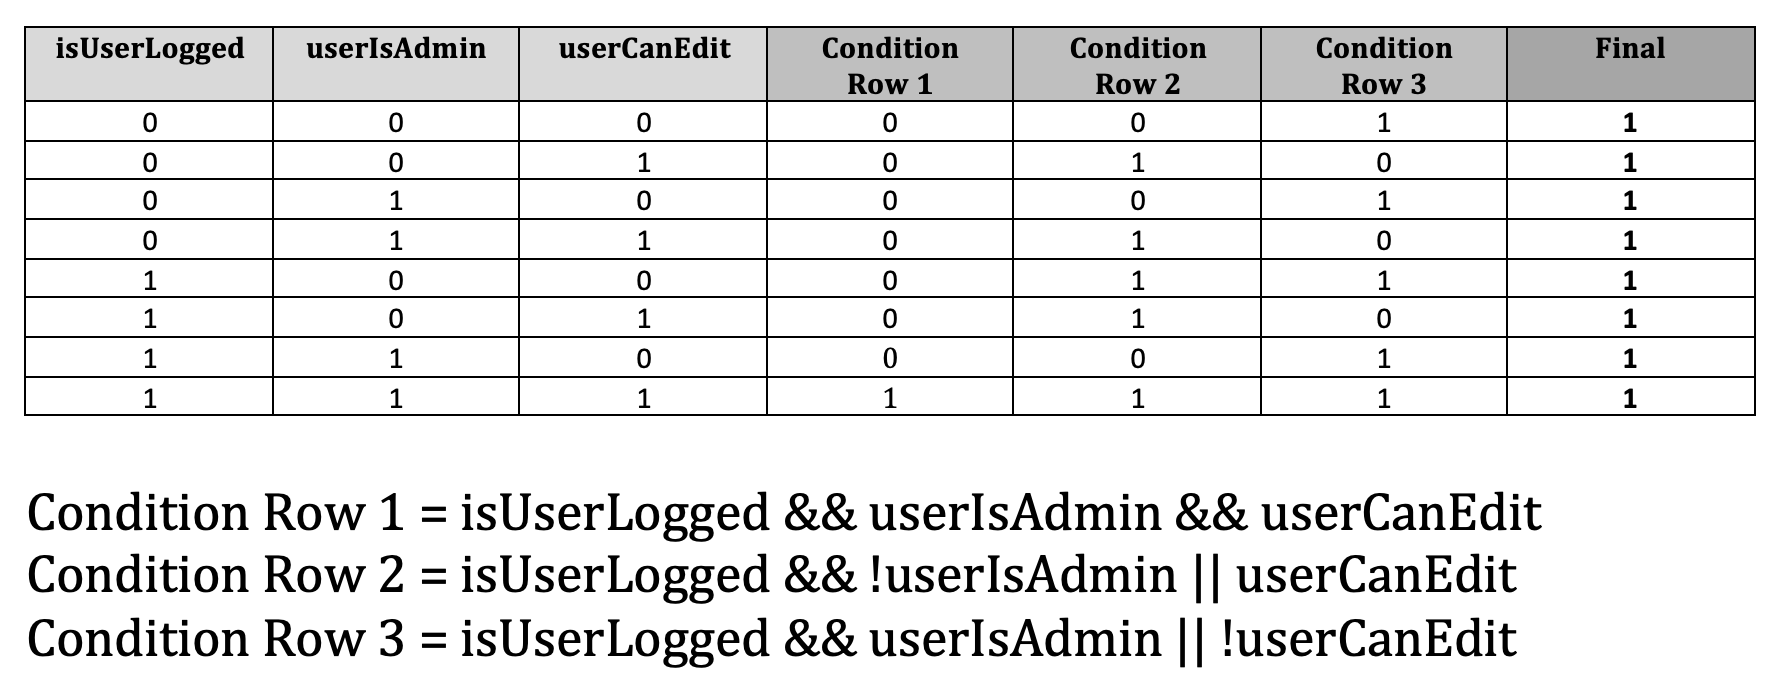 isUserLogged userIsAdmin userCanEdit Condition Row 1 Condition Row 2 Condition Row 3 Final
0 0 0 0 0 1 1
0 0 1 0 1 0 1
0 1 0 0 0 1 1
0 1 1 0 1 0 1
1 0 0 0 1 1 1
1 0 1 0 1 0 1
1 1 0 0 0 1 1
1 1 1 1 1 1 1
Condition Row 1 = isUserLogged && userIsAdmin && userCanEdit
Condition Row 2 = isUserLogged && !userIsAdmin || userCanEdit
Condition Row 3 = isUserLogged && userIsAdmin || !userCanEdit